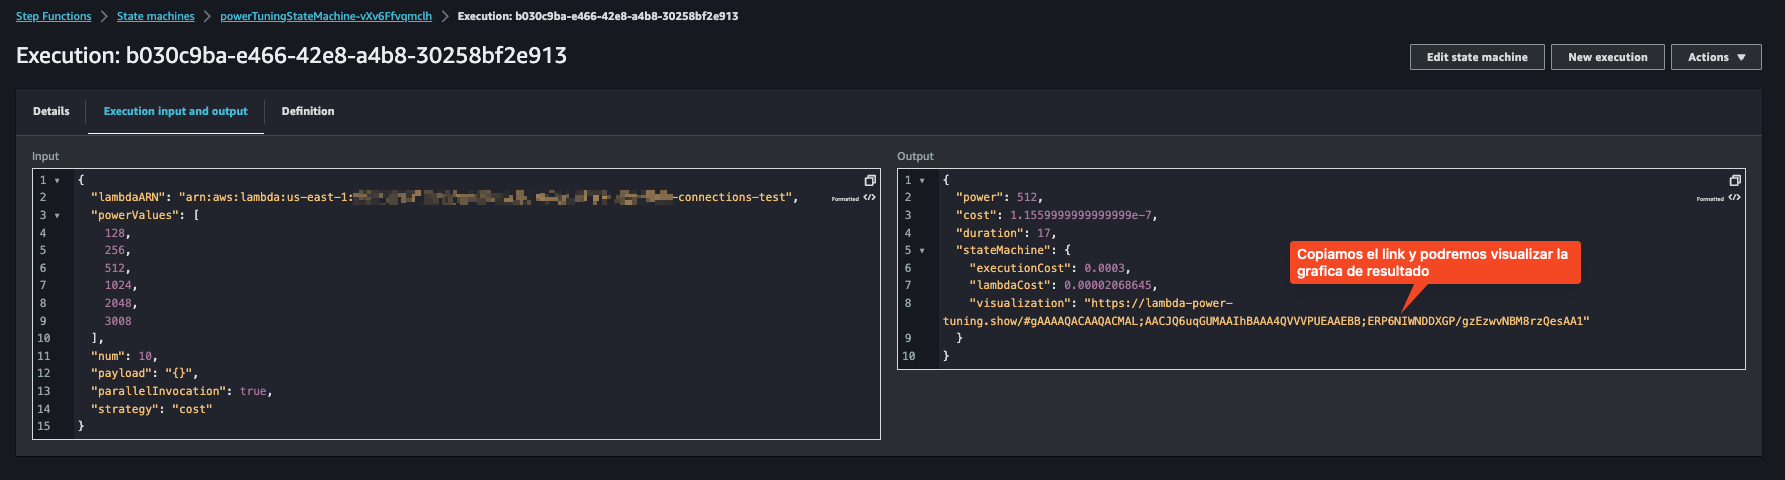 Step Functions > State machines > powerTuningStateMachine-vXv6Ffvqmclh > Execution: b030c9ba-e466-42e8-a4b8-30258bf2e913
Execution: b030c9ba-e466-42e8-a4b8-30258bf2e913
Edit state machine
New execution
Actions ▼
Details
Execution input and output
Definition
Input
Formatted
1 {
2 "lambdaARN": "arn:aws:lambda:us-east-1: -connections-test",
3 "powerValues": [
4 128,
5 256,
6 512,
7 1024,
8 2048,
9 3008
10 ],
11 "num": 10,
12 "payload": "{}",
13 "parallelInvocation": true,
14 "strategy": "cost"
15 }
Output
Formatted
1 {
2 "power": 512,
3 "cost": 1.1559999999999999e-7,
4 "duration": 17,
5 "stateMachine": {
6 "executionCost": 0.0003,
7 "lambdaCost": 0.00002068645,
8 "visualization": "https://lambda-power-
tuning.show/#gAAAAQACAAQACMAL;AACJQ6uqGUMAAIhBAAA4QVVVPUEAAEBB;ERP6NIWNDDXGP/gzEzwvNBM8rzQesAA1"
9 }
10 }
Copiamos el link y podremos visualizar la
grafica de resultado